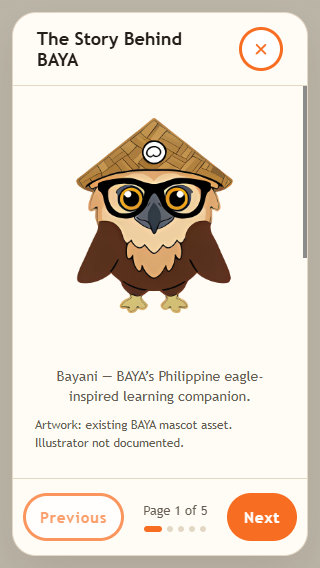 The Story Behind
BAYA
Bayani — BAYA’s Philippine eagle-
inspired learning companion.
Artwork: existing BAYA mascot asset.
Illustrator not documented.
Previous
Page 1 of 5
Next